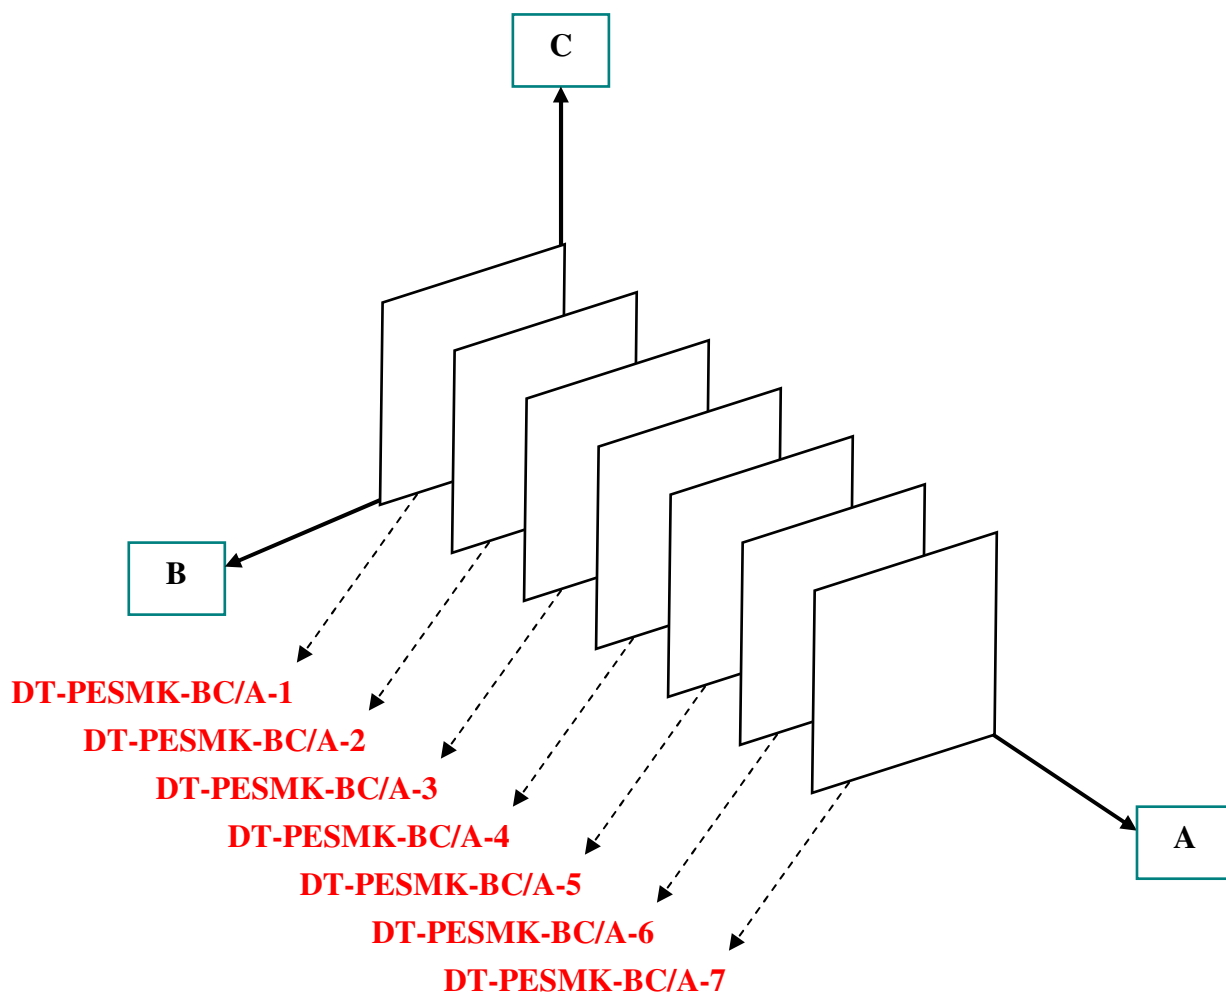 C
B
DT-PESMK-BC/A-1
DT-PESMK-BC/A-2
DT-PESMK-BC/A-3
DT-PESMK-BC/A-4
A
DT-PESMK-BC/A-5
DT-PESMK-BC/A-6
DT-PESMK-BC/A-7